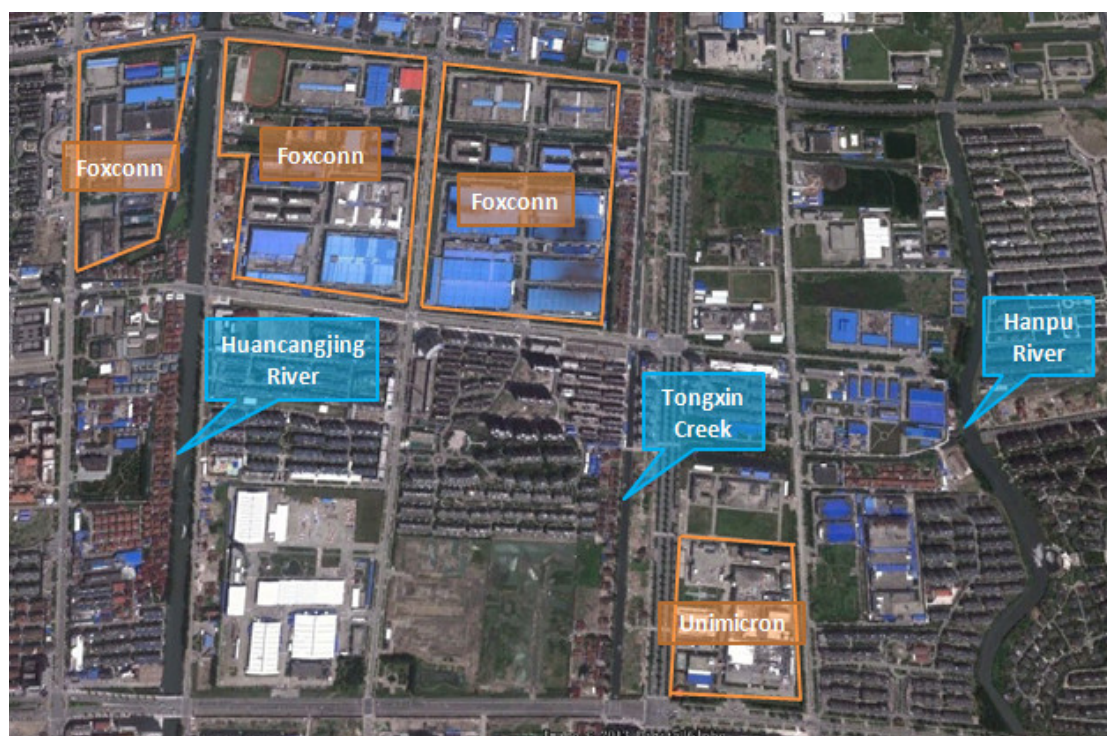 Foxconn
Foxconn
Foxconn
Huancangjing
River
Hanpu
River
Tongxin
Creek
Unimicron